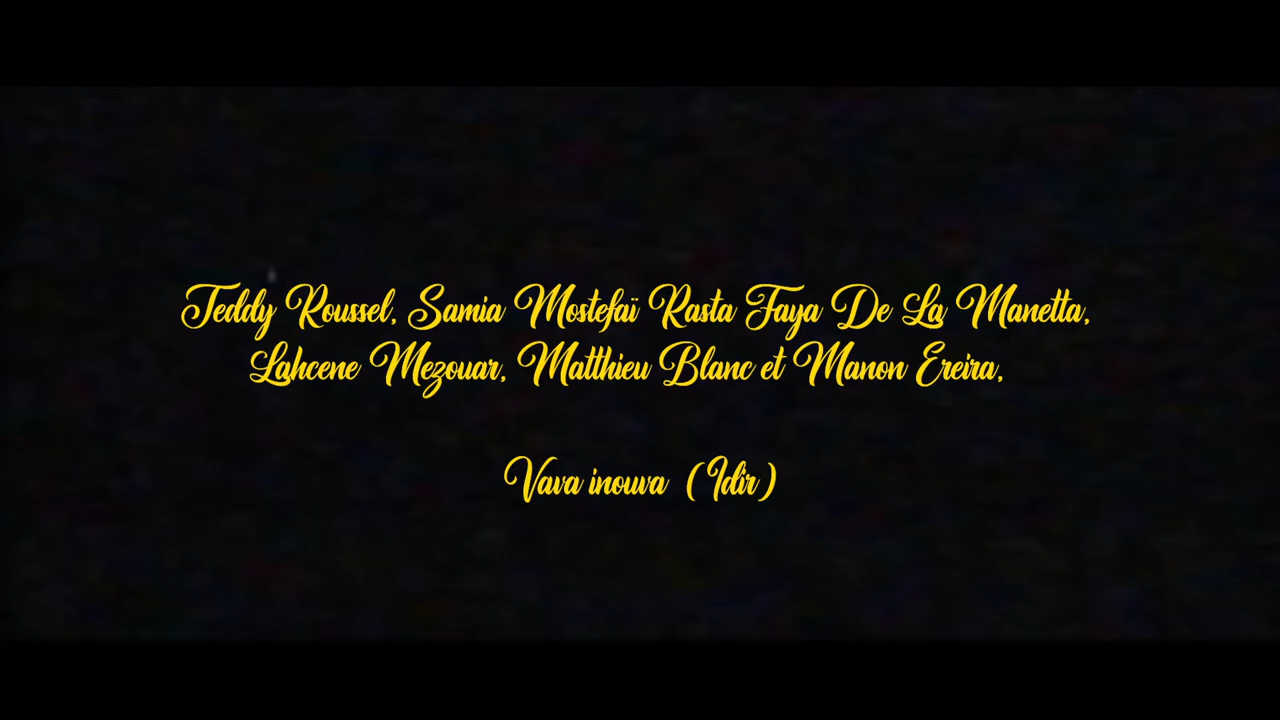 Teddy Roussel, Samia Mostefaï Rasta Faya De La Manetta,
Lahcene Mezouar, Matthieu Blanc et Manon Ereira,
Vava inouva (Idir)